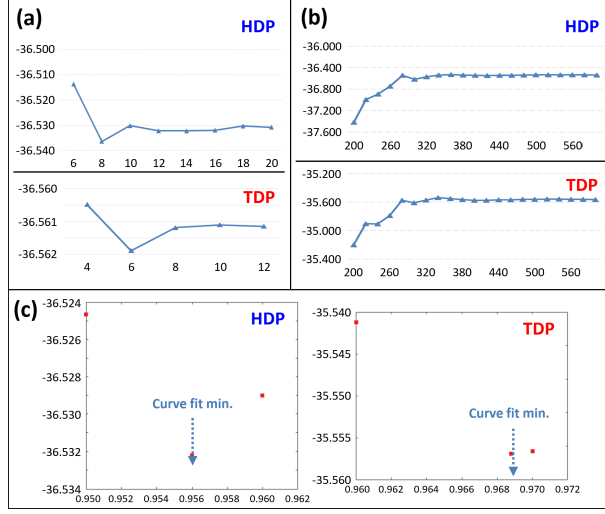 (a)
HDP
-36.500
-36.510
-36.520
-36.530
-36.540
6 8 10 12 14 16 18 20
TDP
-36.560
-36.561
-36.562
4 6 8 10 12
(b)
HDP
-36.000
-36.400
-36.800
-37.200
-37.600
200 260 320 380 440 500 560
TDP
-35.200
-35.600
-35.000
-35.400
200 260 320 380 440 500 560
(c)
HDP
-36.524
-36.526
-36.528
-36.530
-36.532
-36.534
Curve fit min.
0.950 0.952 0.954 0.956 0.958 0.960 0.962
TDP
-35.540
-35.545
-35.550
-35.555
-35.560
Curve fit min.
0.960 0.962 0.964 0.966 0.968 0.970 0.972